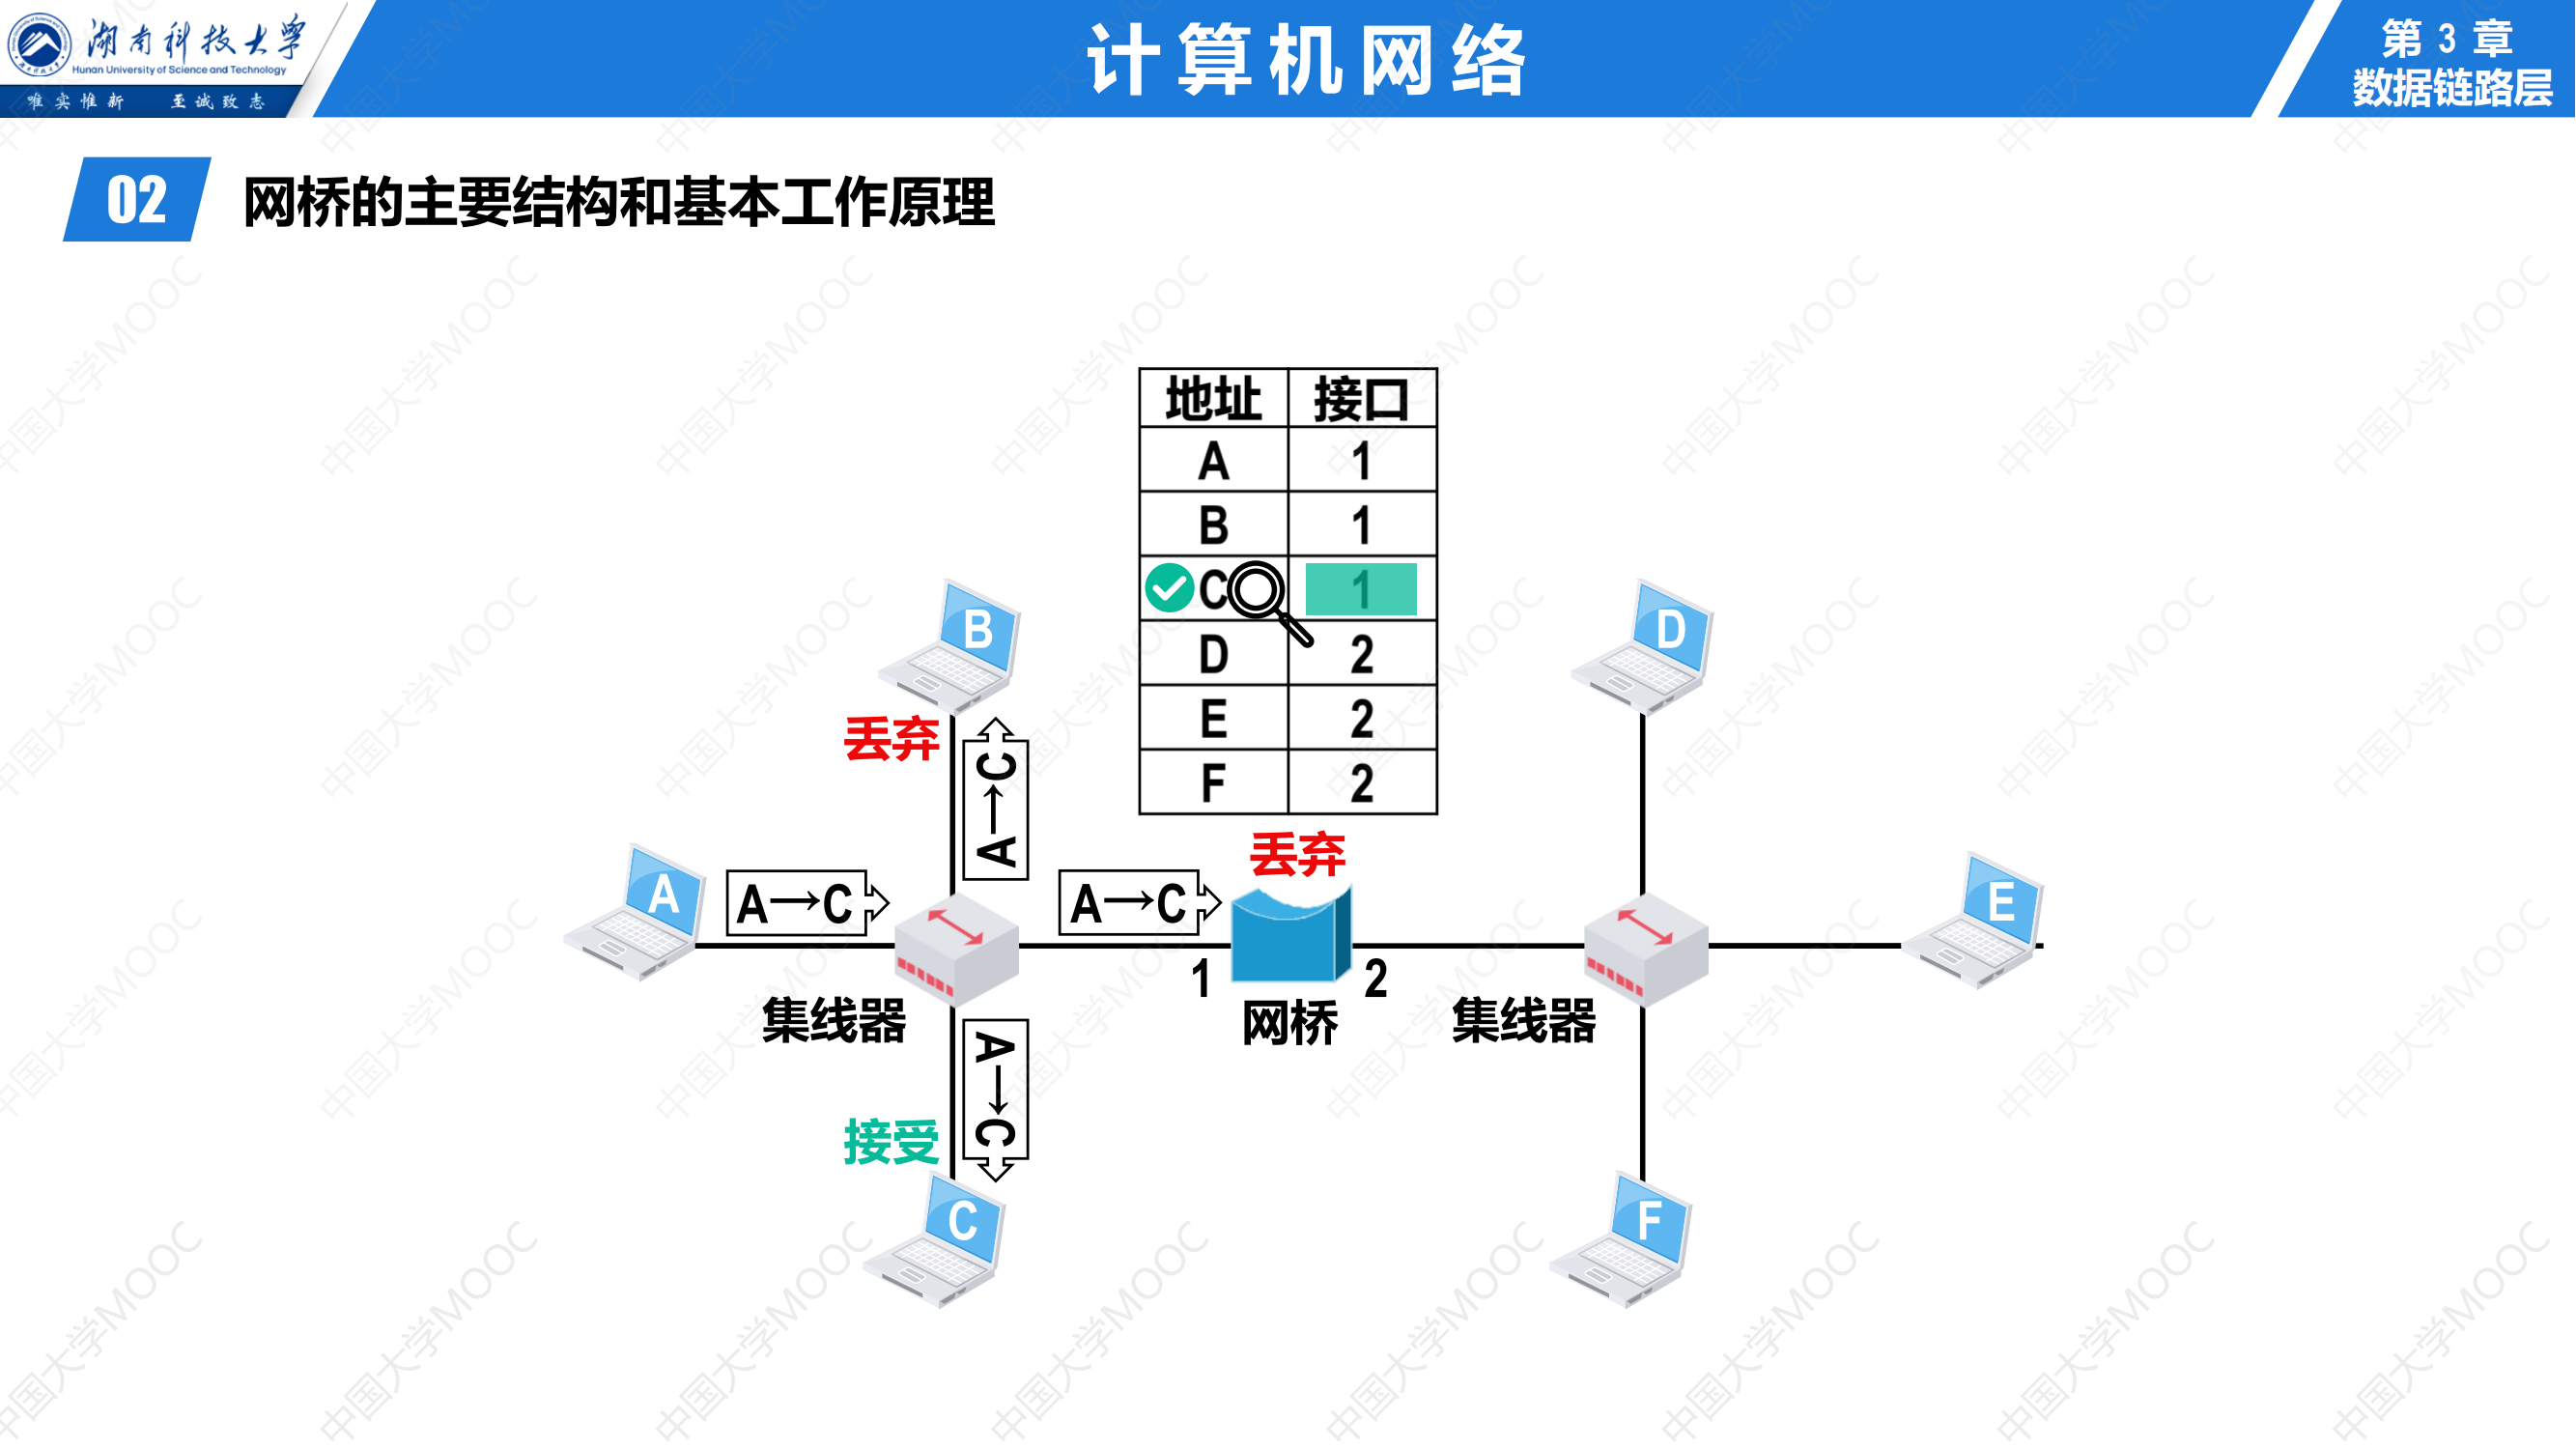 湖南科技大学
Hunan University of Science and Technology
唯实惟新 至诚致志
计算机网络
第 3 章
数据链路层
02 网桥的主要结构和基本工作原理
地址 接口
A 1
B 1
C 1
D 2
E 2
F 2
B
D
丢弃
A→C
丢弃
A
A→C
A→C
E
1
2
集线器
网桥
集线器
A→C
接受
C
F
中国大学MOOC